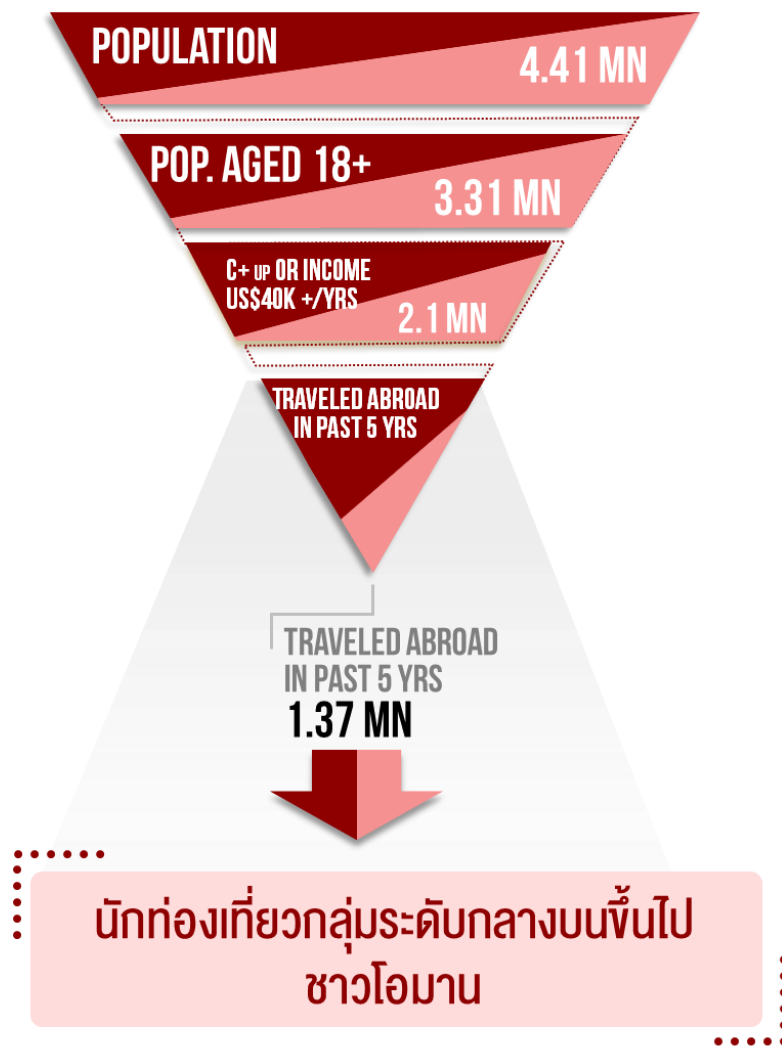 POPULATION
4.41 MN
POP. AGED 18+
3.31 MN
C+ UP OR INCOME
US$40K +/YRS
2.1 MN
TRAVELED ABROAD
IN PAST 5 YRS
TRAVELED ABROAD
IN PAST 5 YRS
1.37 MN
นักท่องเที่ยวกลุ่มระดับกลางบนขึ้นไป
ชาวโอมาน